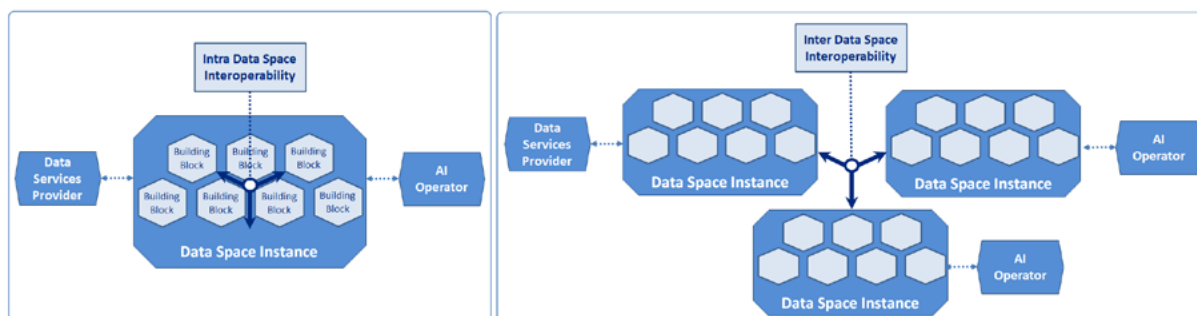 Intra Data Space
Interoperability
Building
Block
Building
Block
Building
Block
Data
Services
Provider
AI
Operator
Building
Block
Building
Block
Building
Block
Building
Block
Data Space Instance
Inter Data Space
Interoperability
Data
Services
Provider
Data Space Instance
AI
Operator
Data Space Instance
AI
Operator
Data Space Instance